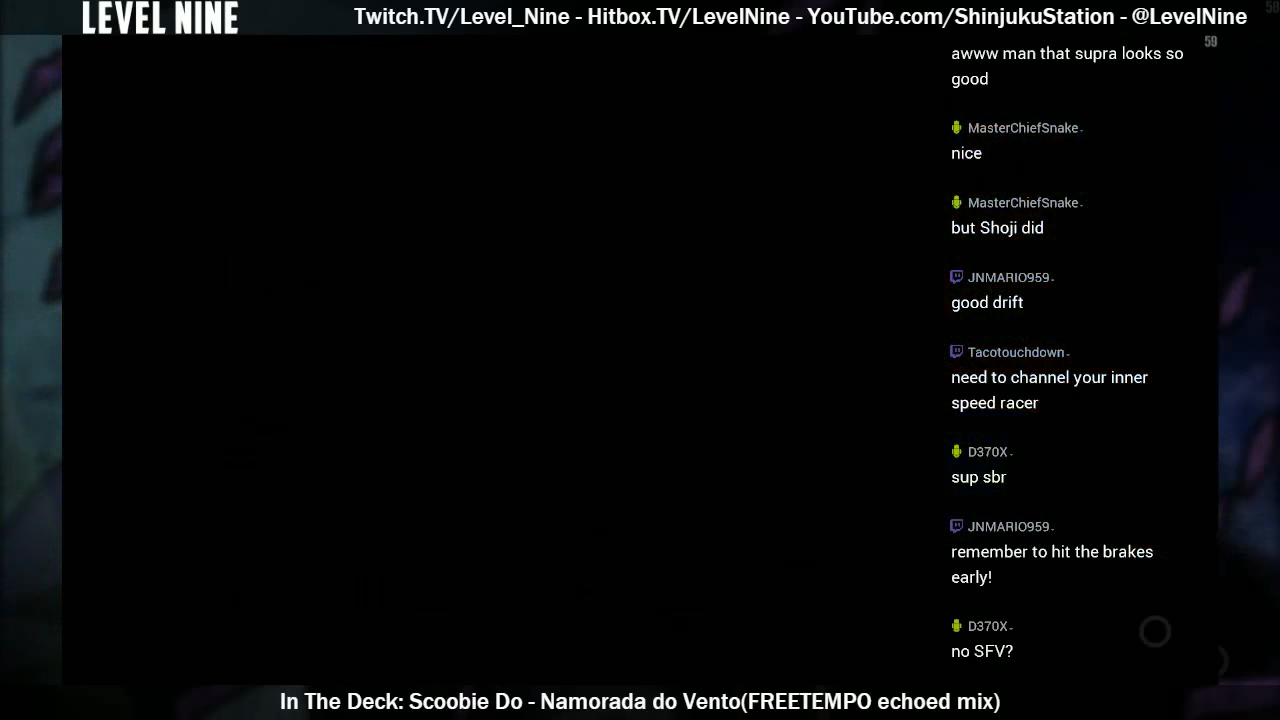 LEVEL NINE
Twitch.TV/Level_Nine - Hitbox.TV/LevelNine - YouTube.com/ShinjukuStation - @LevelNine
59
awww man that supra looks so
good
MasterChiefSnake
nice
MasterChiefSnake
but Shoji did
JNMARIO959
good drift
Tacotouchdown
need to channel your inner
speed racer
D370X
sup sbr
JNMARIO959
remember to hit the brakes
early!
D370X
no SFV?
In The Deck: Scoobie Do - Namorada do Vento(FREETEMPO echoed mix)